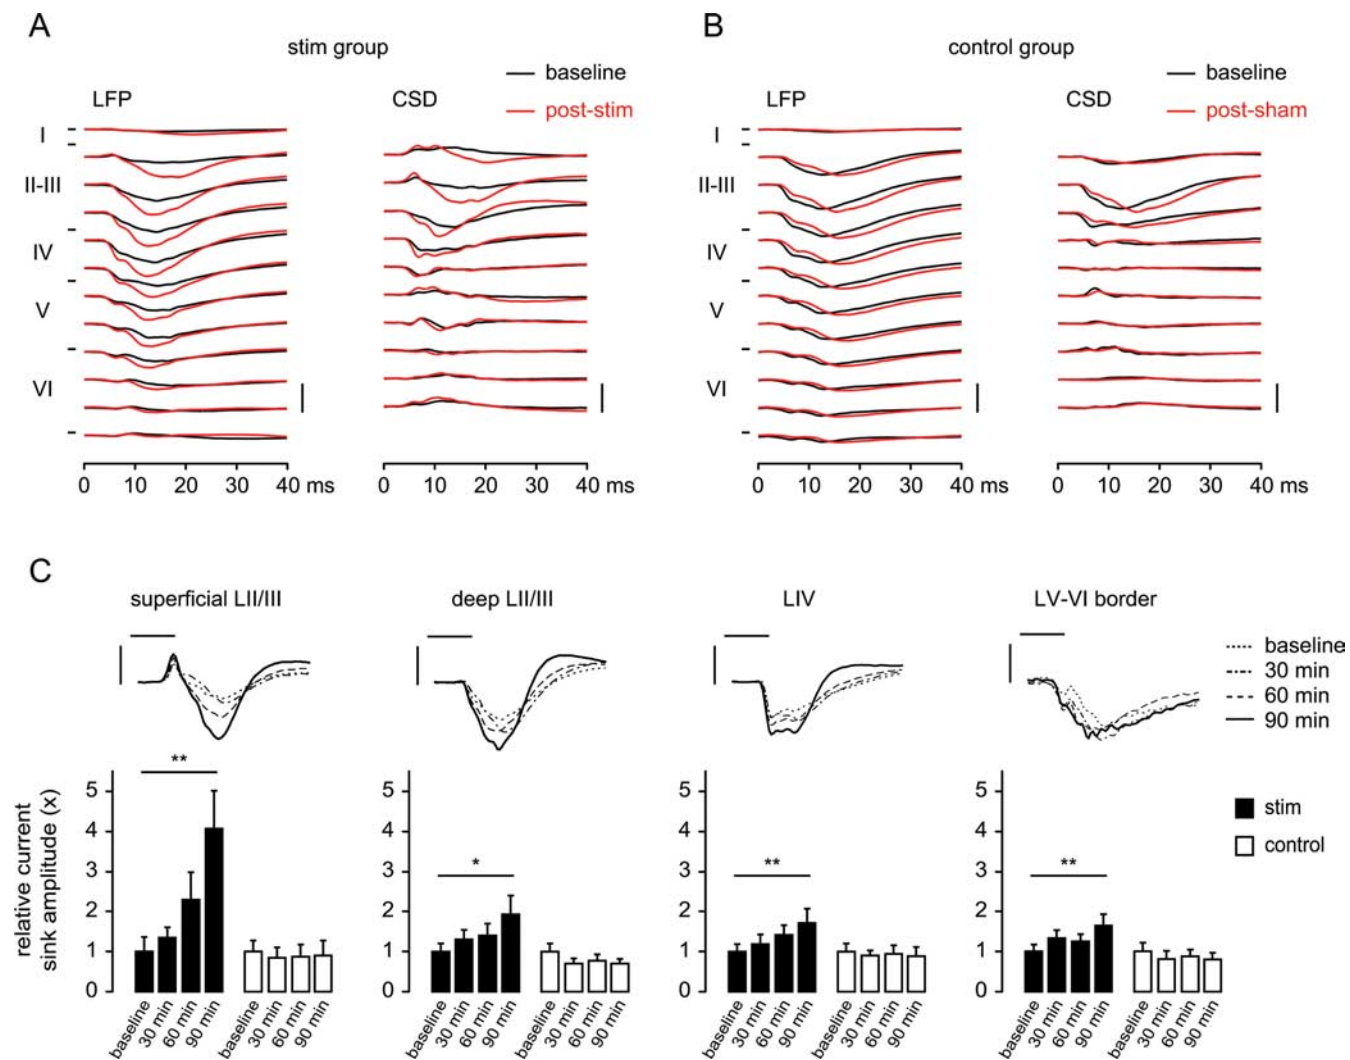 A
stim group
baseline
post-stim
LFP
CSD
I
II-III
IV
V
VI
0 10 20 30 40 ms
0 10 20 30 40 ms
B
control group
baseline
post-sham
LFP
CSD
I
II-III
IV
V
VI
0 10 20 30 40 ms
0 10 20 30 40 ms
C
superficial LII/III
deep LII/III
LIV
LV-VI border
baseline
30 min
60 min
90 min
relative current
sink amplitude (x)
5
4
3
2
1
0
**
baseline
30 min
60 min
90 min
baseline
30 min
60 min
90 min
5
4
3
2
1
0
*
baseline
30 min
60 min
90 min
baseline
30 min
60 min
90 min
5
4
3
2
1
0
**
baseline
30 min
60 min
90 min
baseline
30 min
60 min
90 min
5
4
3
2
1
0
**
baseline
30 min
60 min
90 min
baseline
30 min
60 min
90 min
stim
control